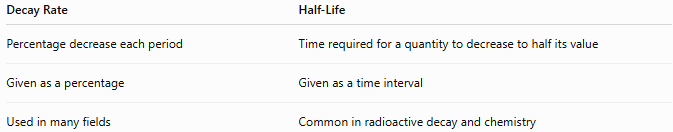 Decay Rate Half-Life
Percentage decrease each period Time required for a quantity to decrease to half its value
Given as a percentage Given as a time interval
Used in many fields Common in radioactive decay and chemistry